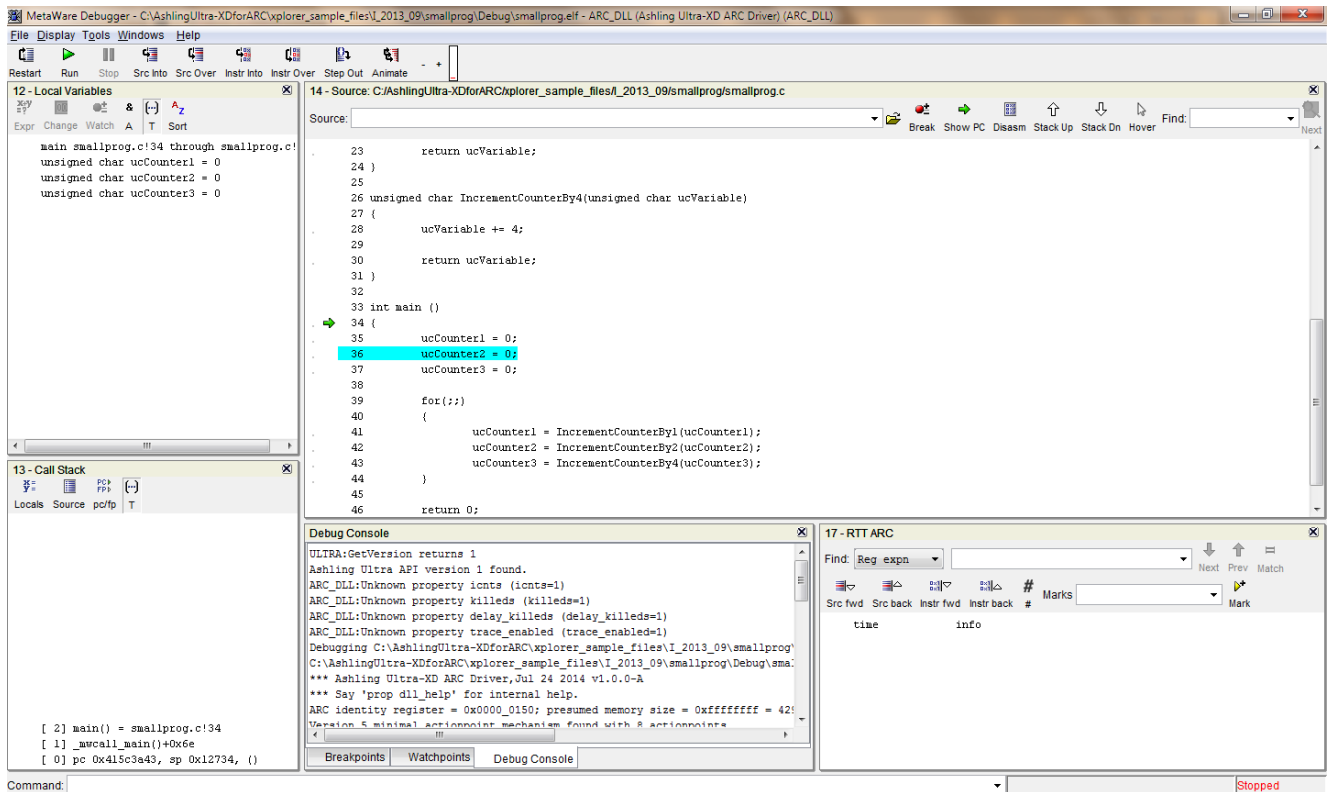 MetaWare Debugger - C:\AshlingUltra-XDforARC\xplorer_sample_files\I_2013_09\smallprog\Debug\smallprog.elf - ARC_DLL (Ashling Ultra-XD ARC Driver) (ARC_DLL)
File Display Tools Windows Help
Restart Run Stop Src Into Src Over Instr Into Instr Over Step Out Animate - +
12 - Local Variables
Expr Change Watch A T Sort
main smallprog.c!34 through smallprog.c!
unsigned char ucCounter1 = 0
unsigned char ucCounter2 = 0
unsigned char ucCounter3 = 0
13 - Call Stack
Locals Source pc/fp T
[ 2] main() = smallprog.c!34
[ 1] _mwcall_main()+0x6e
[ 0] pc 0x415c3a43, sp 0x12734, ()
14 - Source: C:/AshlingUltra-XDforARC/xplorer_sample_files/I_2013_09/smallprog/smallprog.c
Source: Break Show PC Disasm Stack Up Stack Dn Hover Find: Next
23 return ucVariable;
24 }
25
26 unsigned char IncrementCounterBy4(unsigned char ucVariable)
27 {
28 ucVariable += 4;
29
30 return ucVariable;
31 }
32
33 int main ()
34 {
35 ucCounter1 = 0;
36 ucCounter2 = 0;
37 ucCounter3 = 0;
38
39 for(;;)
40 {
41 ucCounter1 = IncrementCounterBy1(ucCounter1);
42 ucCounter2 = IncrementCounterBy2(ucCounter2);
43 ucCounter3 = IncrementCounterBy4(ucCounter3);
44 }
45
46 return 0;
Debug Console
ULTRA:GetVersion returns 1
Ashling Ultra API version 1 found.
ARC_DLL:Unknown property icnts (icnts=1)
ARC_DLL:Unknown property killeds (killeds=1)
ARC_DLL:Unknown property delay_killeds (delay_killeds=1)
ARC_DLL:Unknown property trace_enabled (trace_enabled=1)
Debugging C:\AshlingUltra-XDforARC\xplorer_sample_files\I_2013_09\smallprog\
C:\AshlingUltra-XDforARC\xplorer_sample_files\I_2013_09\smallprog\Debug\smal
*** Ashling Ultra-XD ARC Driver,Jul 24 2014 v1.0.0-A
*** Say 'prop dll_help' for internal help.
ARC identity register = 0x0000_0150; presumed memory size = 0xffffffff = 429
Version 5 minimal actionpoint mechanism found with 8 actionpoints
Breakpoints Watchpoints Debug Console
17 - RTT ARC
Find: Reg expn Next Prev Match
Src fwd Src back Instr fwd Instr back # Marks Mark
time info
Command: Stopped